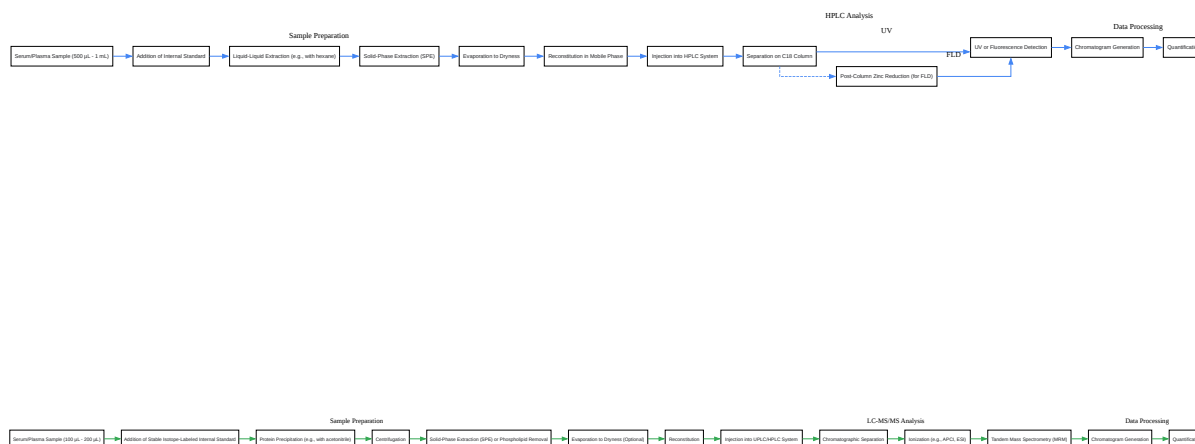 HPLC Analysis
UV
Data Processing
Sample Preparation
Serum/Plasma Sample (500 µL - 1 mL)
Addition of Internal Standard
Liquid-Liquid Extraction (e.g., with hexane)
Solid-Phase Extraction (SPE)
Evaporation to Dryness
Reconstitution in Mobile Phase
Injection into HPLC System
Separation on C18 Column
FLD
UV or Fluorescence Detection
Chromatogram Generation
Post-Column Zinc Reduction (for FLD)
Sample Preparation
LC-MS/MS Analysis
Data Processing
Serum/Plasma Sample (100 µL - 200 µL)
Addition of Stable Isotope-Labeled Internal Standard
Protein Precipitation (e.g., with acetonitrile)
Centrifugation
Solid-Phase Extraction (SPE) or Phospholipid Removal
Evaporation to Dryness (Optional)
Reconstitution
Injection into UPLC/HPLC System
Chromatographic Separation
Ionization (e.g., APCI, ESI)
Tandem Mass Spectrometry (MRM)
Chromatogram Generation